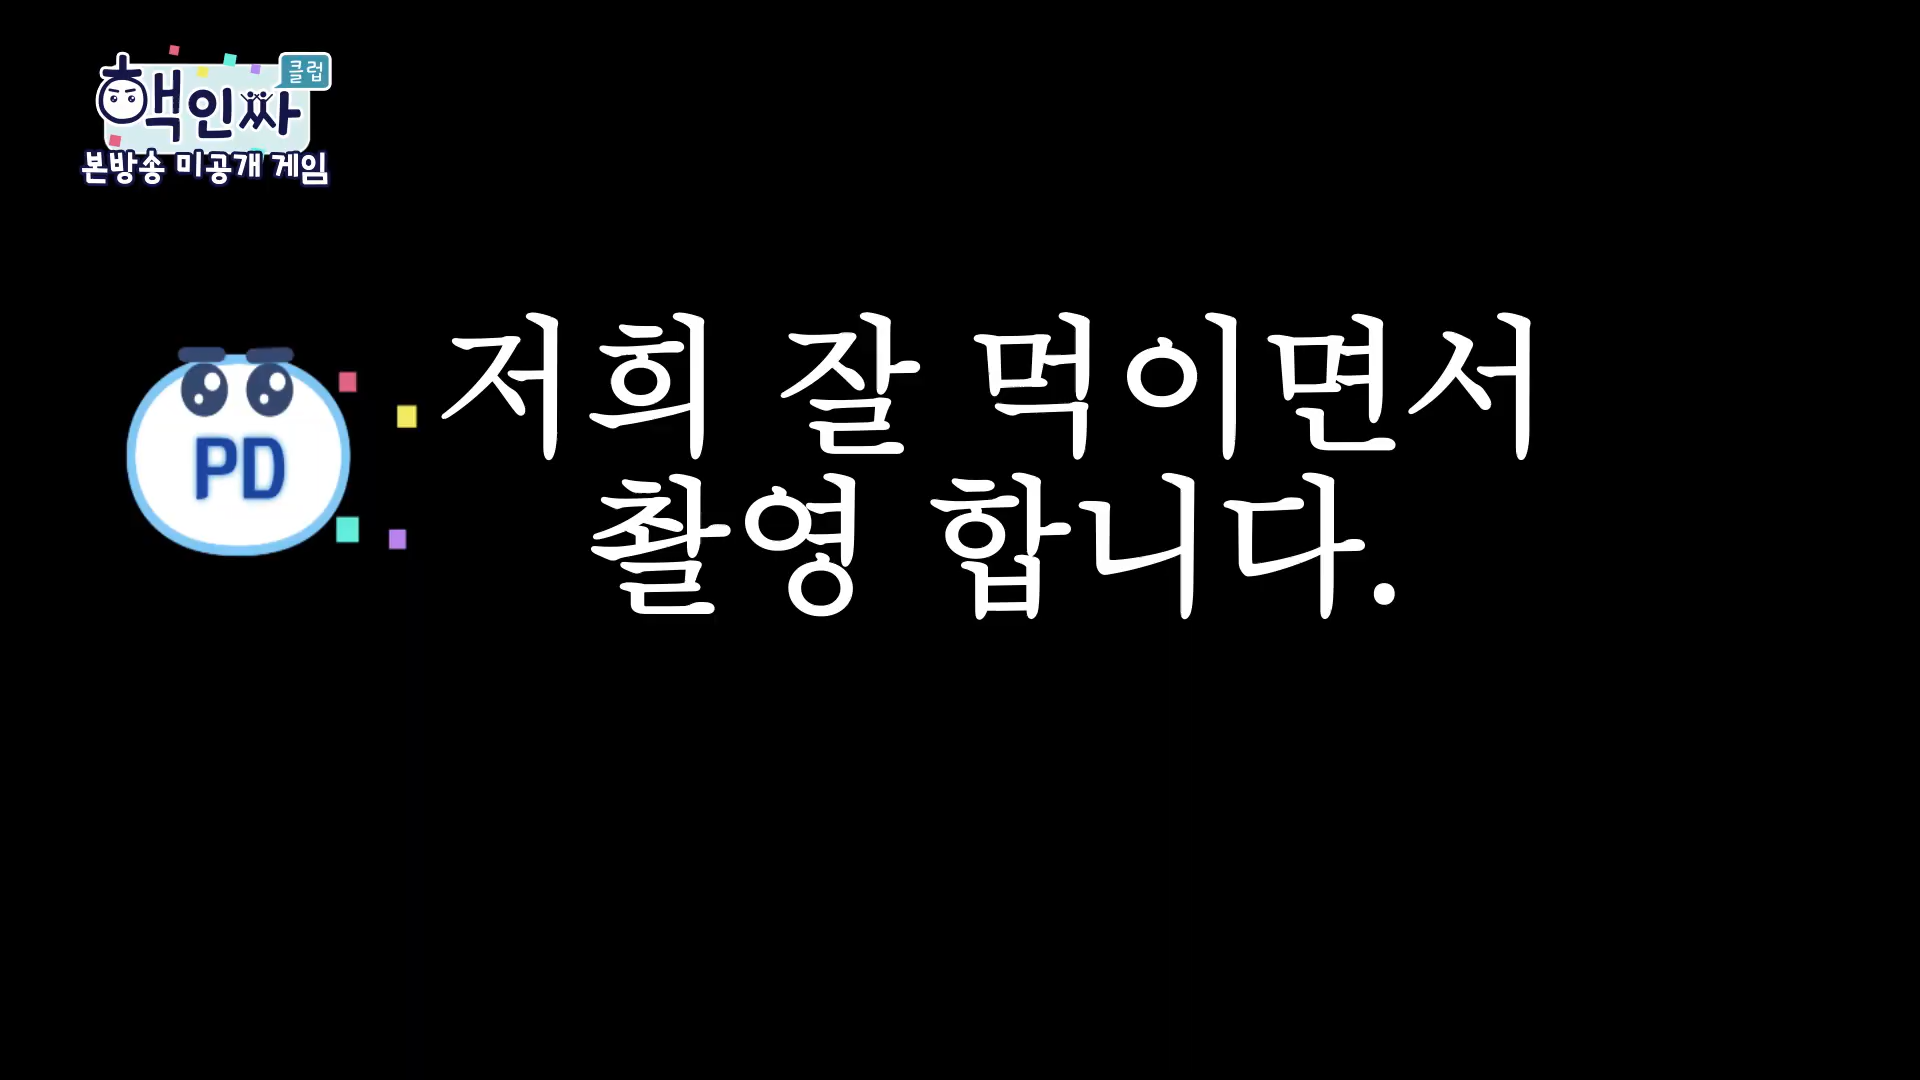 클럽
핵인싸
본방송 미공개 게임
PD
저희 잘 먹이면서
촬영 합니다.